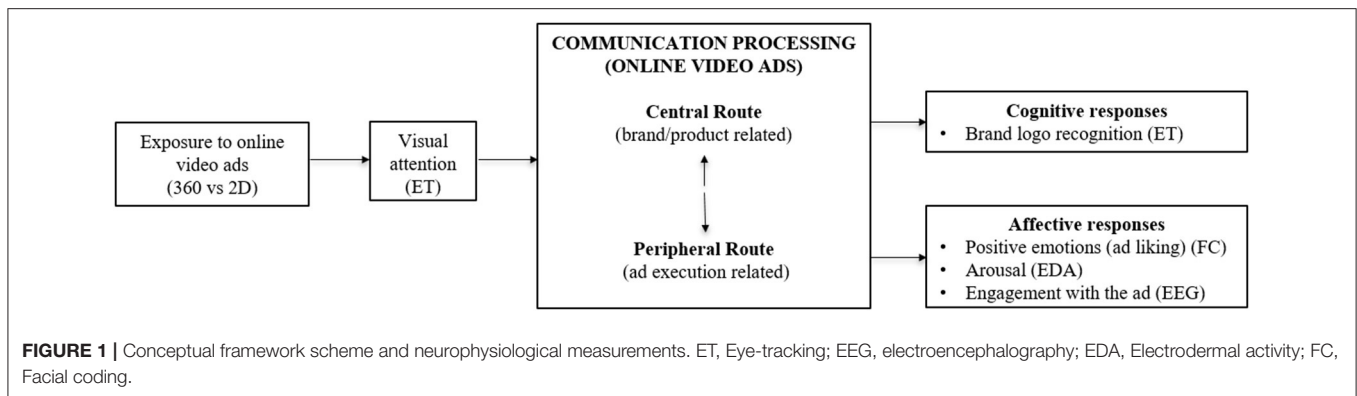 Exposure to online
video ads
(360 vs 2D)
Visual
attention
(ET)
COMMUNICATION PROCESSING
(ONLINE VIDEO ADS)
Central Route
(brand/product related)
Peripheral Route
(ad execution related)
Cognitive responses
• Brand logo recognition (ET)
Affective responses
• Positive emotions (ad liking) (FC)
• Arousal (EDA)
• Engagement with the ad (EEG)
FIGURE 1 | Conceptual framework scheme and neurophysiological measurements. ET, Eye-tracking; EEG, electroencephalography; EDA, Electrodermal activity; FC,
Facial coding.